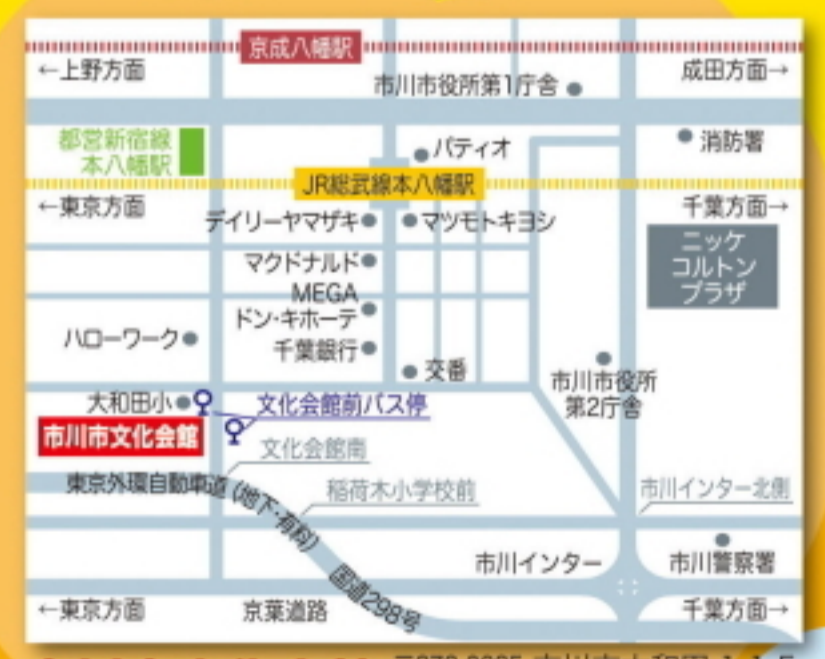 京成八幡駅
←上野方面
成田方面→
市川市役所第1庁舎
都営新宿線
本八幡駅
パティオ
消防署
JR総武線本八幡駅
←東京方面
千葉方面→
デイリーヤマザキ
マツモトキヨシ
ニッケ
コルトン
プラザ
マクドナルド
MEGA
ドン・キホーテ
ハローワーク
千葉銀行
交番
市川市役所
第2庁舎
大和田小
文化会館前バス停
市川市文化会館
文化会館南
東京外環自動車道(地下・有料)
稲荷木小学校前
市川インター北側
市川インター
市川警察署
国道298号
←東京方面
京葉道路
千葉方面→